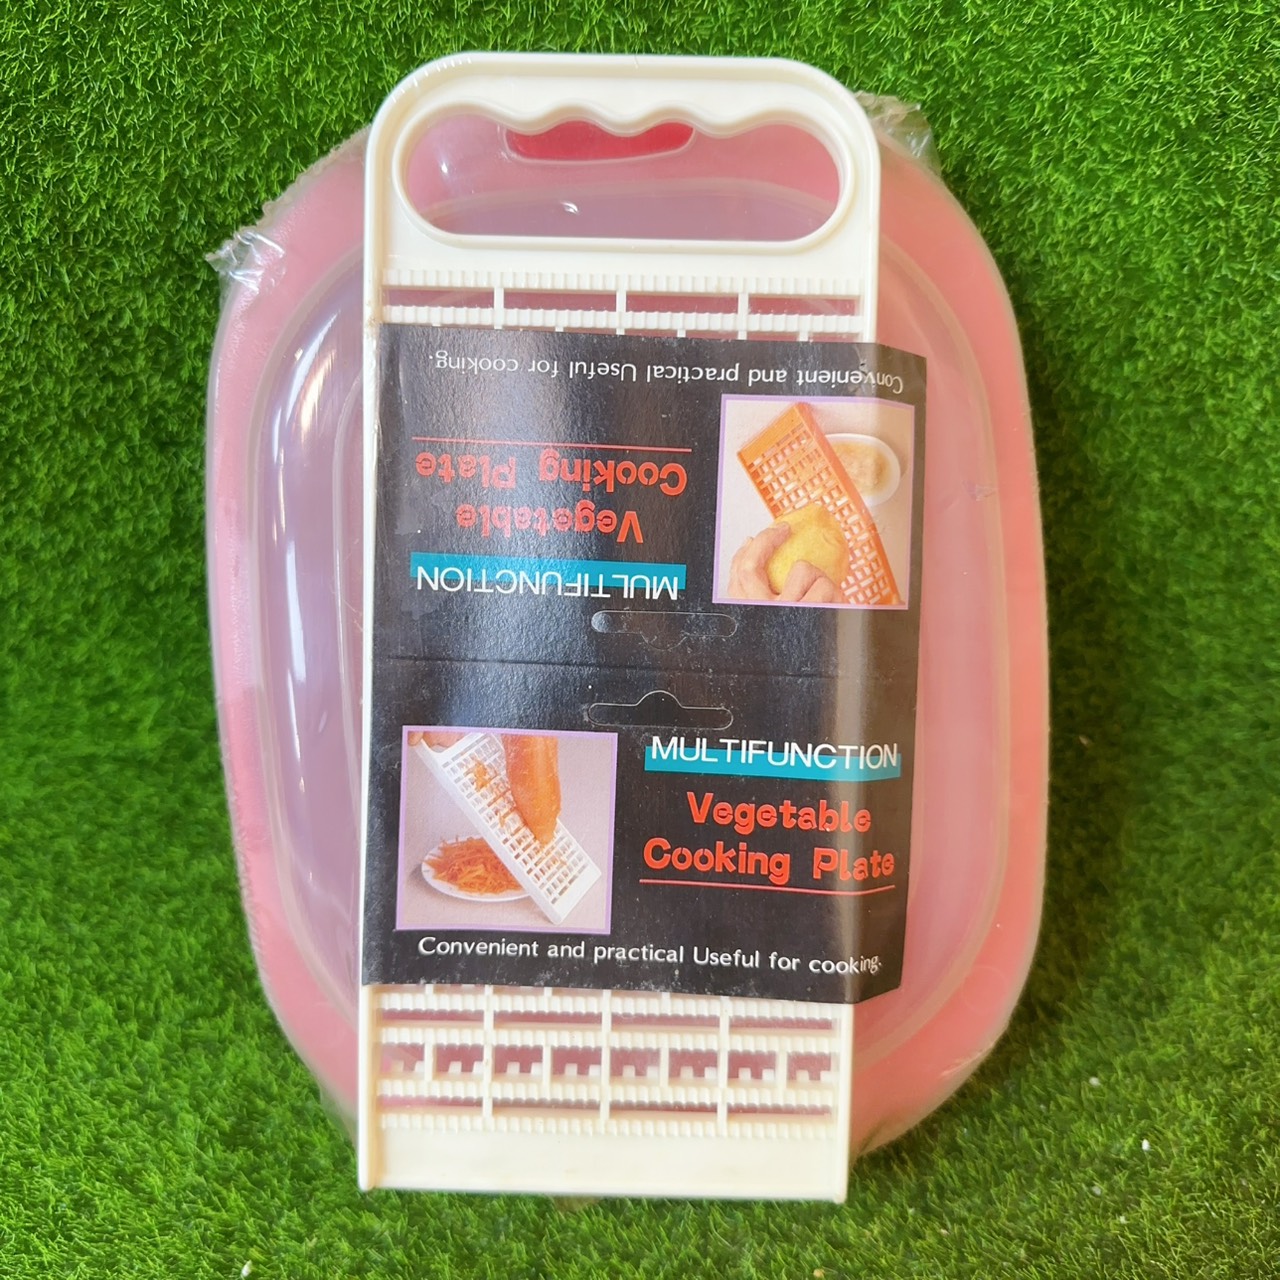 Convenient and practical Useful for cooking.
Vegetable
Cooking Plate
MULTIFUNCTION
MULTIFUNCTION
Vegetable
Cooking Plate
Convenient and practical Useful for cooking.